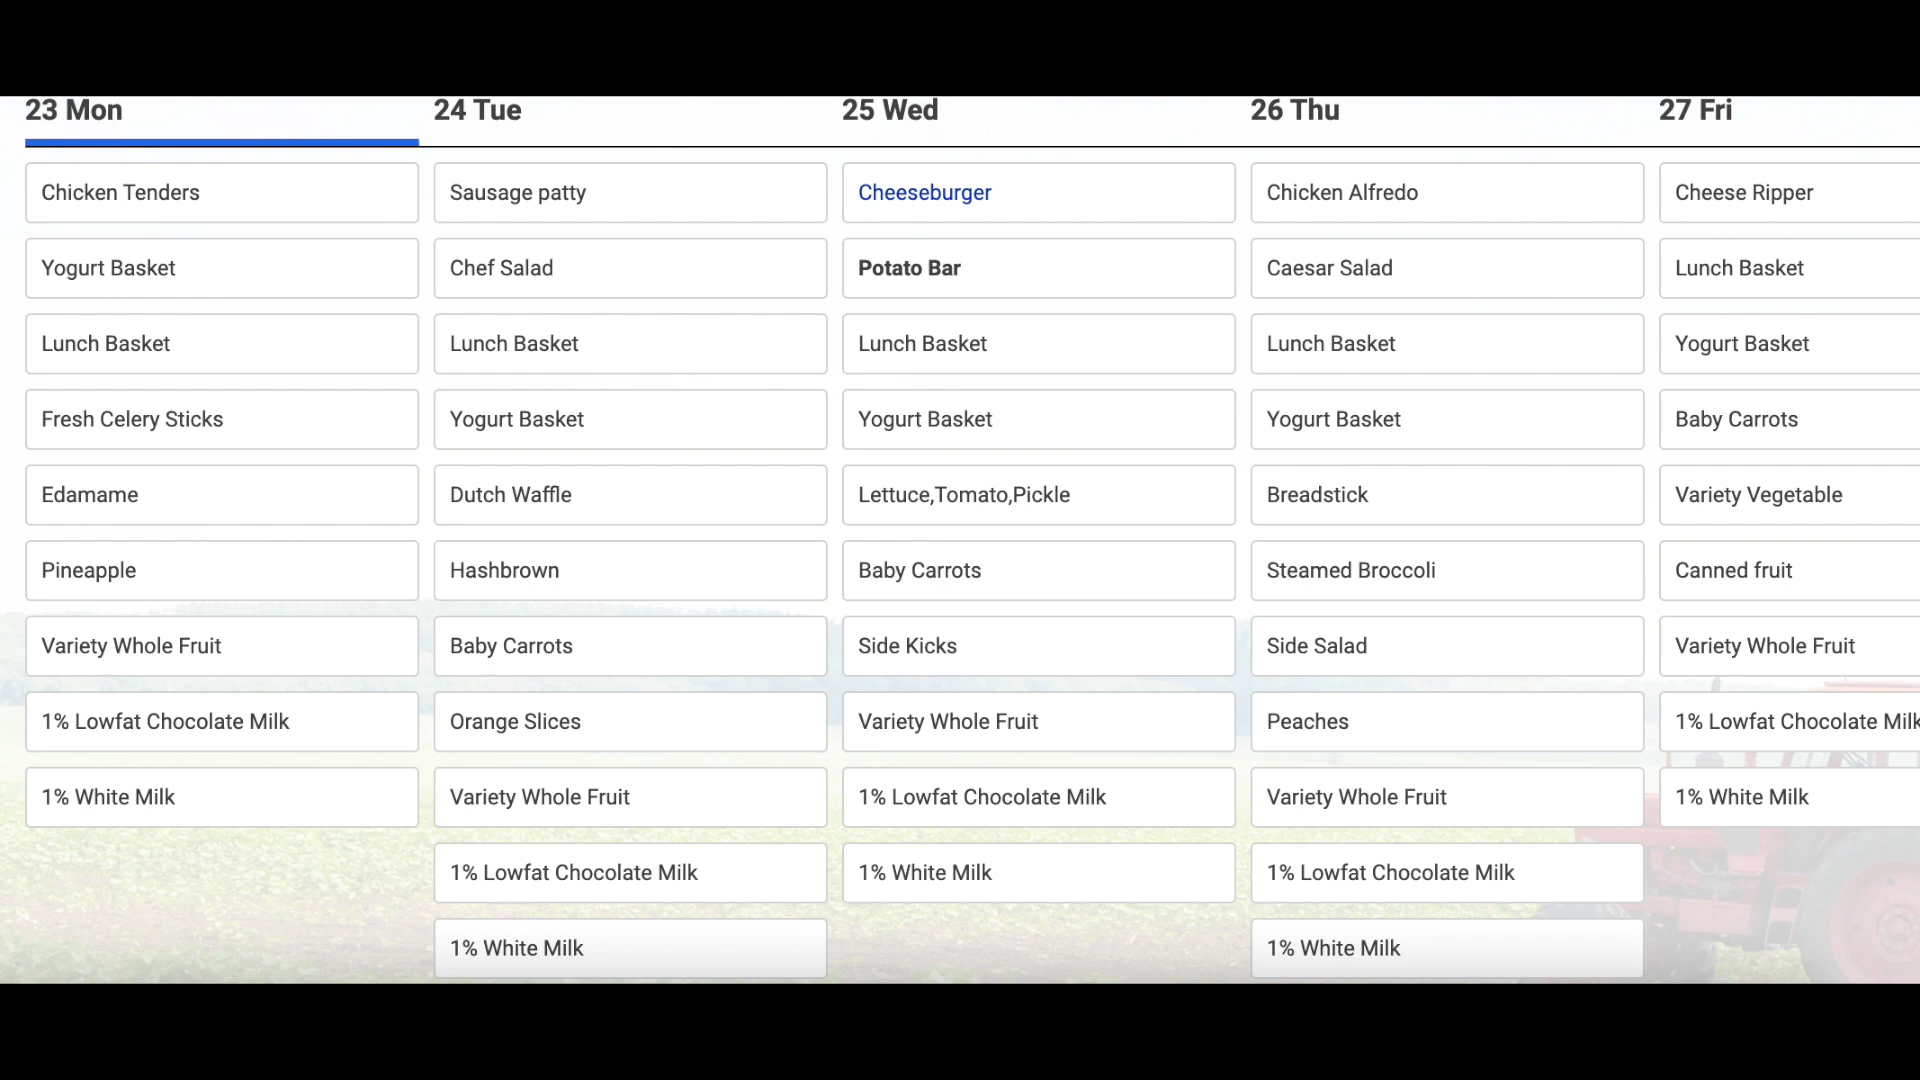 23 Mon
Chicken Tenders
Yogurt Basket
Lunch Basket
Fresh Celery Sticks
Edamame
Pineapple
Variety Whole Fruit
1% Lowfat Chocolate Milk
1% White Milk
24 Tue
Sausage patty
Chef Salad
Lunch Basket
Yogurt Basket
Dutch Waffle
Hashbrown
Baby Carrots
Orange Slices
Variety Whole Fruit
1% Lowfat Chocolate Milk
1% White Milk
25 Wed
Cheeseburger
Potato Bar
Lunch Basket
Yogurt Basket
Lettuce,Tomato,Pickle
Baby Carrots
Side Kicks
Variety Whole Fruit
1% Lowfat Chocolate Milk
1% White Milk
26 Thu
Chicken Alfredo
Caesar Salad
Lunch Basket
Yogurt Basket
Breadstick
Steamed Broccoli
Side Salad
Peaches
Variety Whole Fruit
1% Lowfat Chocolate Milk
1% White Milk
27 Fri
Cheese Ripper
Lunch Basket
Yogurt Basket
Baby Carrots
Variety Vegetable
Canned fruit
Variety Whole Fruit
1% Lowfat Chocolate Milk
1% White Milk